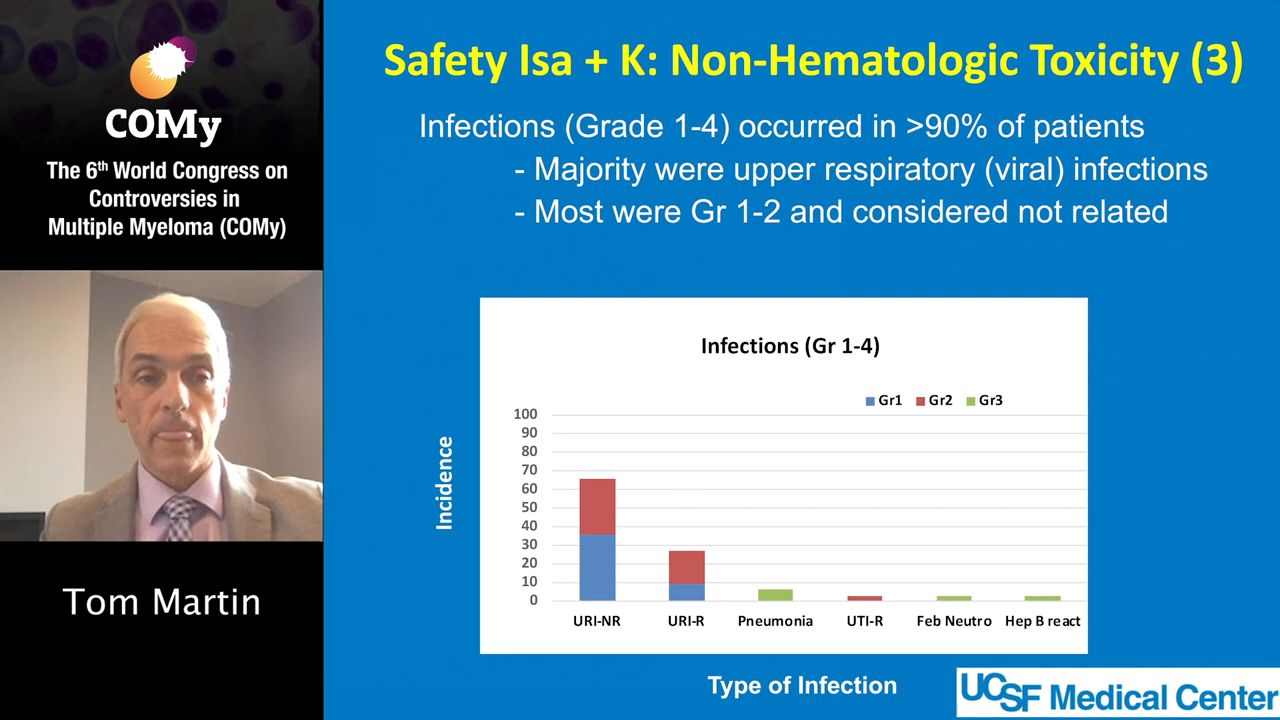 COMy
The 6th World Congress on
Controversies in
Multiple Myeloma (COMy)
Tom Martin
Safety Isa + K: Non-Hematologic Toxicity (3)
Infections (Grade 1-4) occurred in >90% of patients
- Majority were upper respiratory (viral) infections
- Most were Gr 1-2 and considered not related
Infections (Gr 1-4)
Gr1 Gr2 Gr3
Incidence
100
90
80
70
60
50
40
30
20
10
0
URI-NR URI-R Pneumonia UTI-R Feb Neutro Hep B react
Type of Infection
UCSF Medical Center